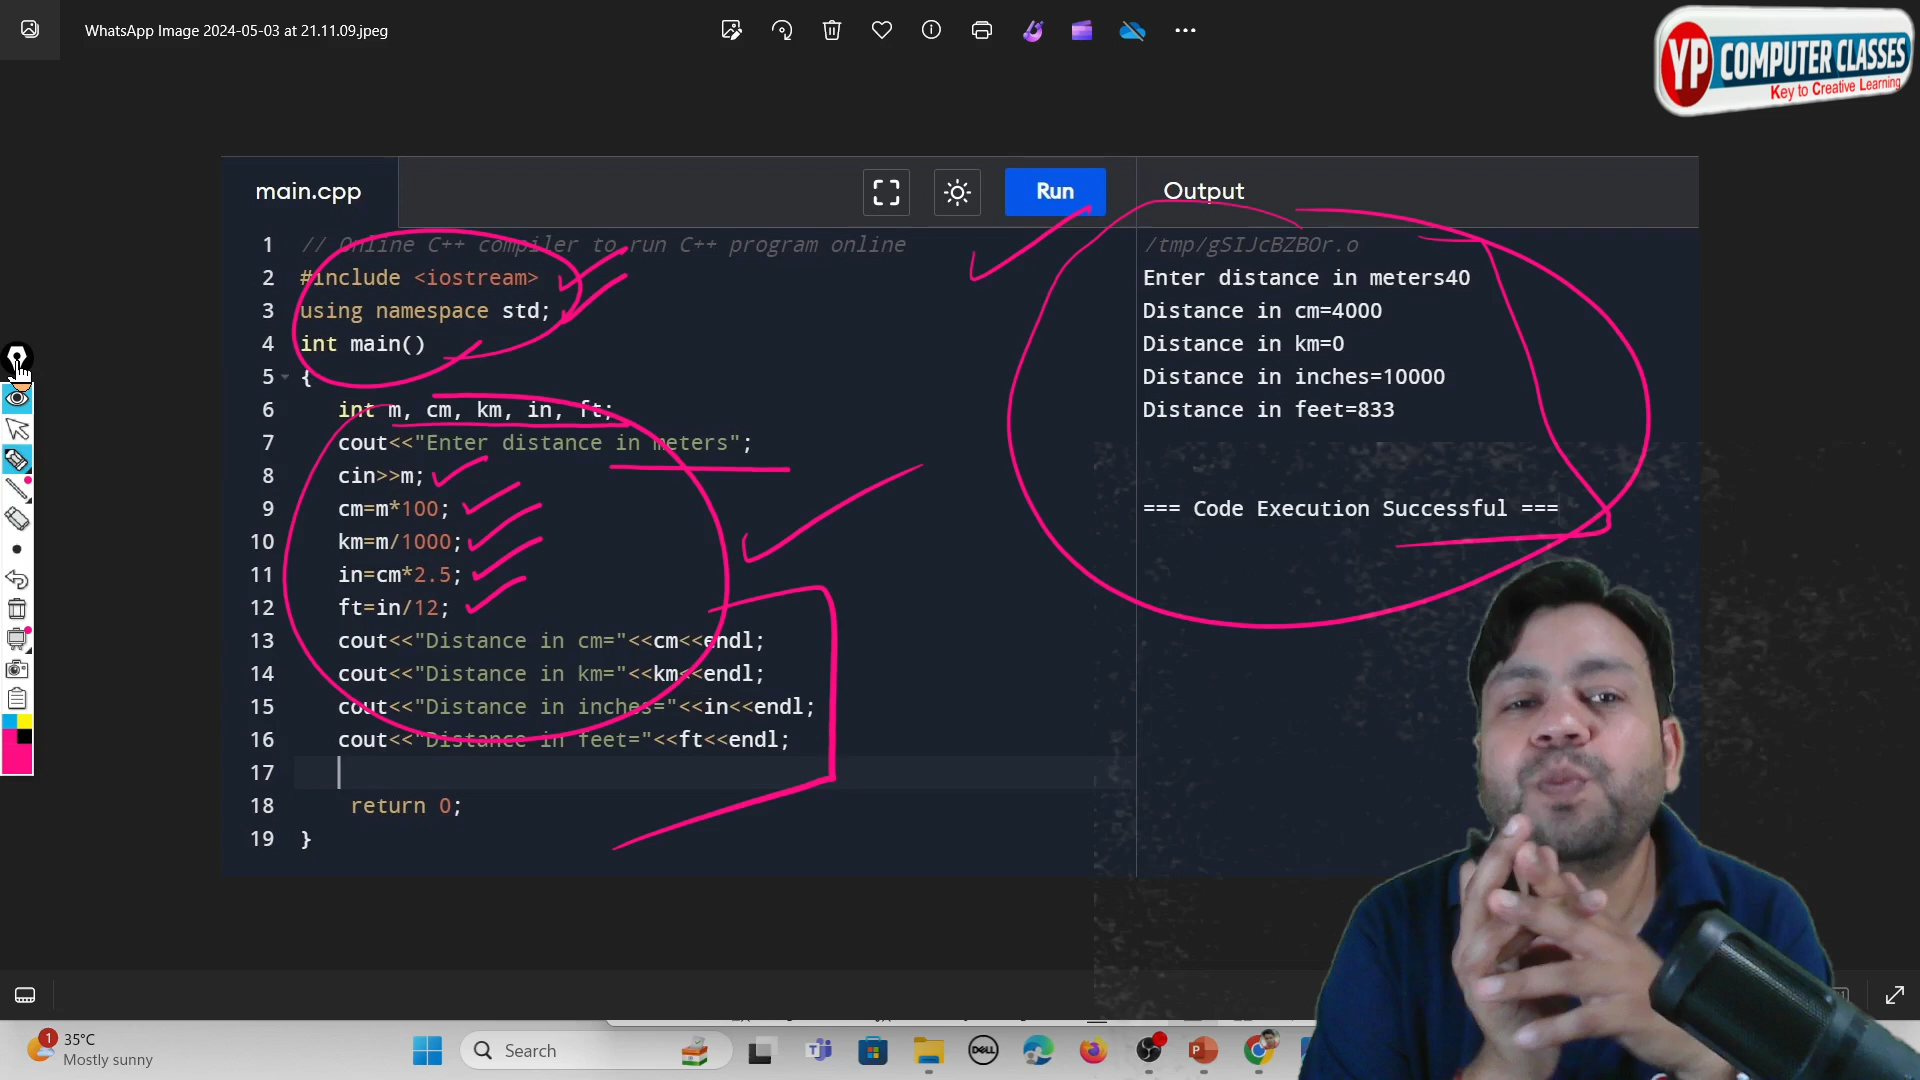 WhatsApp Image 2024-05-03 at 21.11.09.jpeg
YP COMPUTER CLASSES
Key to Creative Learning
main.cpp
Run
Output
1 // Online C++ compiler to run C++ program online
2 #include <iostream>
3 using namespace std;
4 int main()
5 {
6 int m, cm, km, in, ft;
7 cout<<"Enter distance in meters";
8 cin>>m;
9 cm=m*100;
10 km=m/1000;
11 in=cm*2.5;
12 ft=in/12;
13 cout<<"Distance in cm="<<cm<<endl;
14 cout<<"Distance in km="<<km<<endl;
15 cout<<"Distance in inches="<<in<<endl;
16 cout<<"Distance in feet="<<ft<<endl;
17
18 return 0;
19 }
/tmp/gSIJcBZBOr.o
Enter distance in meters40
Distance in cm=4000
Distance in km=0
Distance in inches=10000
Distance in feet=833
=== Code Execution Successful ===
1
35°C
Mostly sunny
Search
DELL